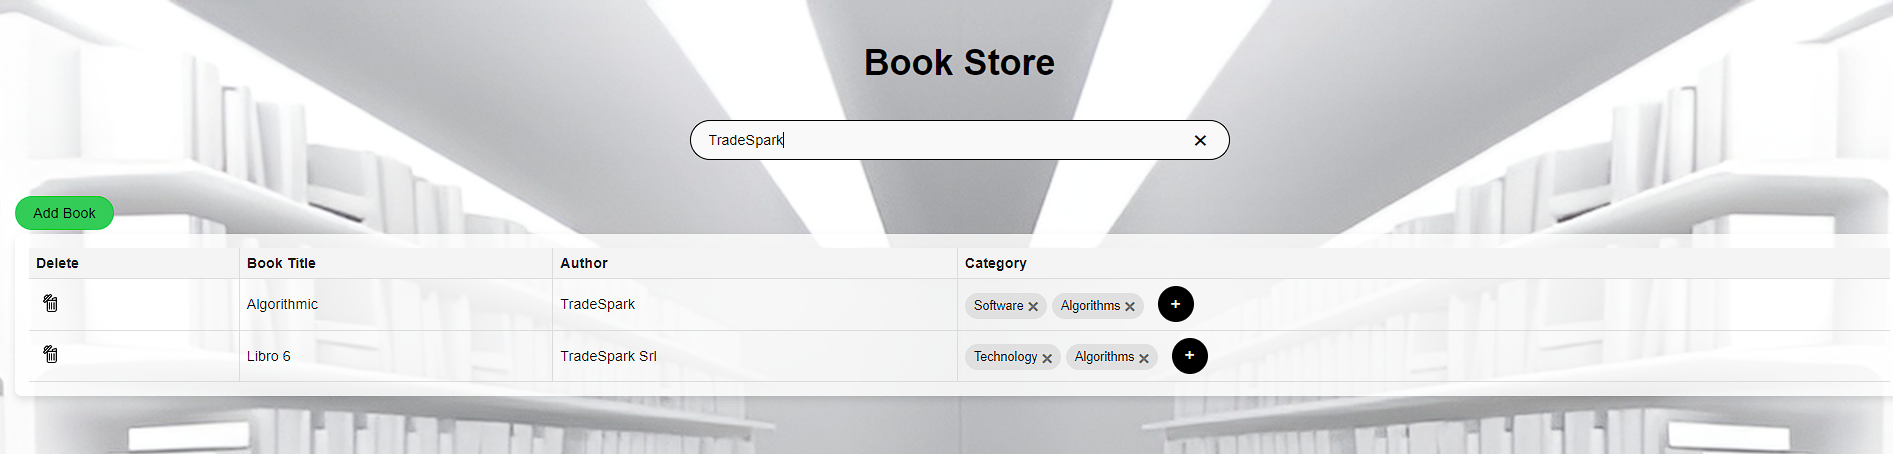 Book Store
TradeSpark
Add Book
Delete Book Title Author Category
Algorithmic TradeSpark Software Algorithms
Libro 6 TradeSpark Srl Technology Algorithms